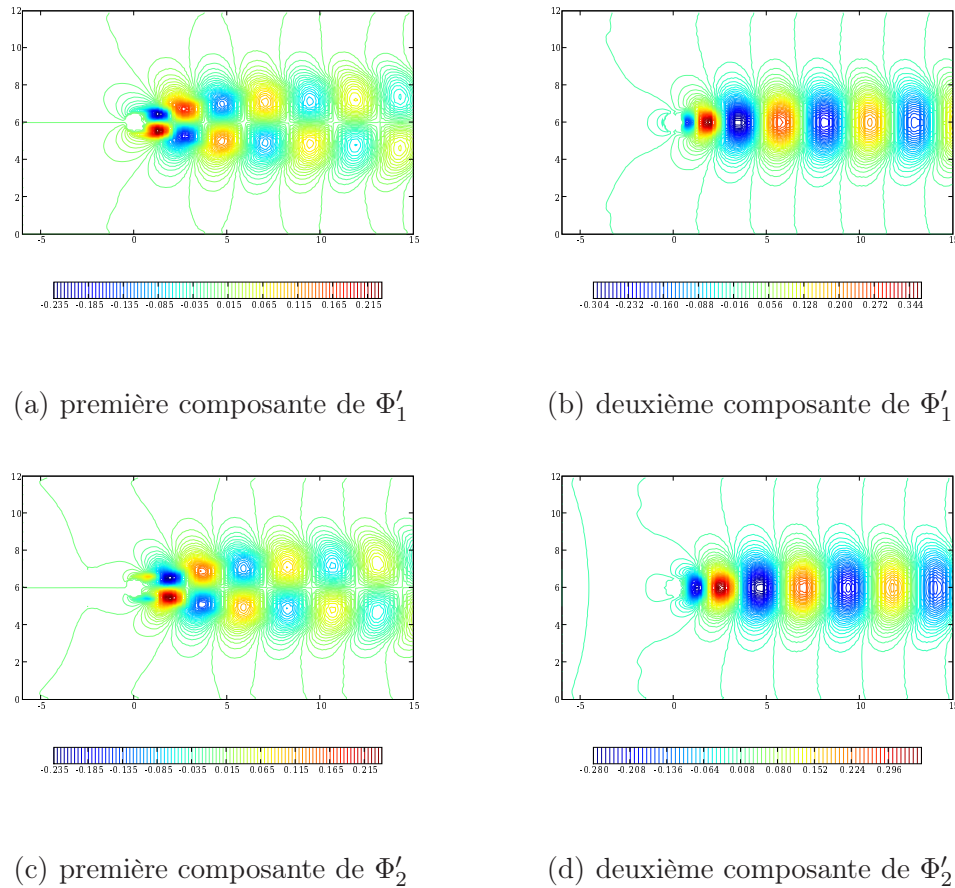 12 12
10 10
8 8
6 6
4 4
2 2
0 0
-5 0 5 10 15 -5 0 5 10 15
-0.235 -0.185 -0.135 -0.085 -0.035 0.015 0.065 0.115 0.165 0.215 -0.304 -0.232 -0.160 -0.088 -0.016 0.056 0.128 0.200 0.272 0.344
(a) première composante de Φ′₁ (b) deuxième composante de Φ′₁
12 12
10 10
8 8
6 6
4 4
2 2
0 0
-5 0 5 10 15 -5 0 5 10 15
-0.235 -0.185 -0.135 -0.085 -0.035 0.015 0.065 0.115 0.165 0.215 -0.280 -0.208 -0.136 -0.064 0.008 0.080 0.152 0.224 0.296
(c) première composante de Φ′₂ (d) deuxième composante de Φ′₂